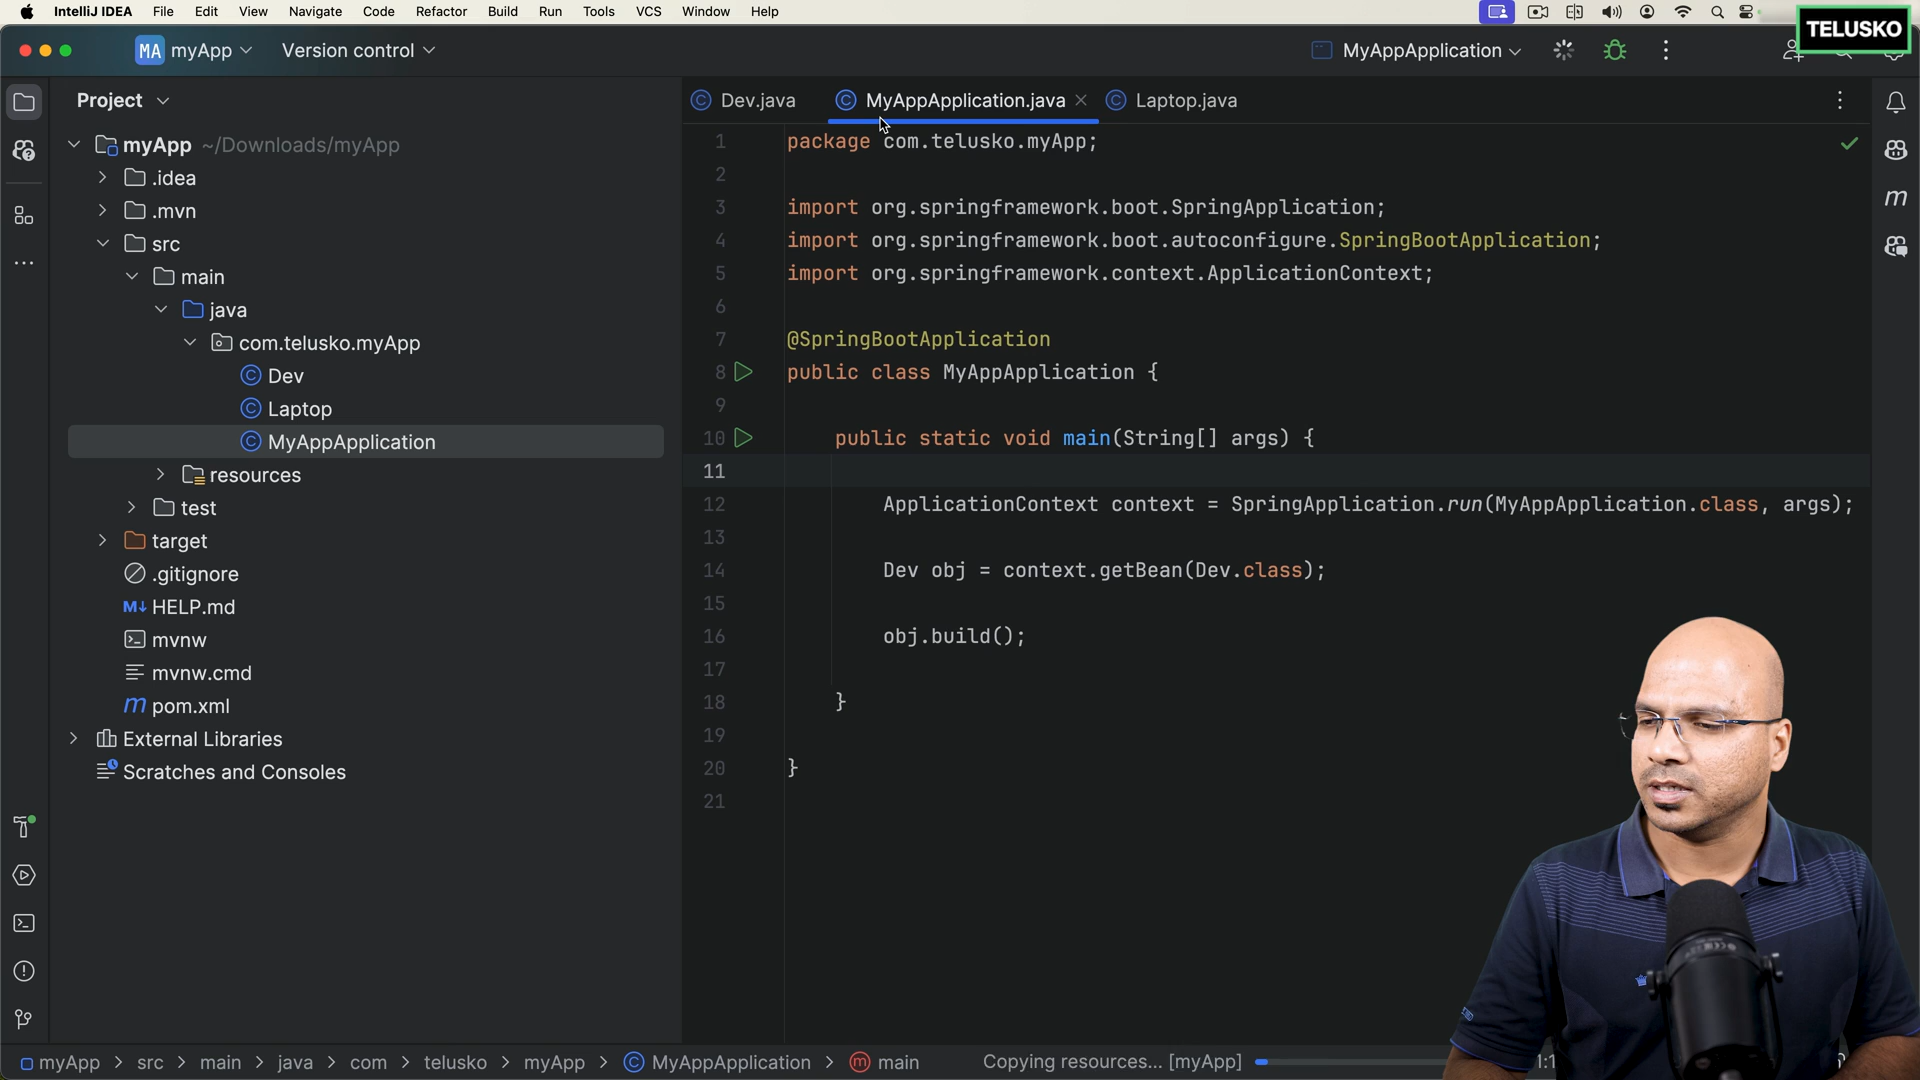 IntelliJ IDEA File Edit View Navigate Code Refactor Build Run Tools VCS Window Help
TELUSKO
MA myApp Version control MyAppApplication
Project
Dev.java MyAppApplication.java Laptop.java
myApp ~/Downloads/myApp
.idea
.mvn
src
main
java
com.telusko.myApp
Dev
Laptop
MyAppApplication
resources
test
target
.gitignore
M↓ HELP.md
mvnw
mvnw.cmd
m pom.xml
External Libraries
Scratches and Consoles
1 package com.telusko.myApp;
2
3 import org.springframework.boot.SpringApplication;
4 import org.springframework.boot.autoconfigure.SpringBootApplication;
5 import org.springframework.context.ApplicationContext;
6
7 @SpringBootApplication
8 public class MyAppApplication {
9
10 public static void main(String[] args) {
11
12 ApplicationContext context = SpringApplication.run(MyAppApplication.class, args);
13
14 Dev obj = context.getBean(Dev.class);
15
16 obj.build();
17
18 }
19
20 }
21
m
myApp > src > main > java > com > telusko > myApp > MyAppApplication > main Copying resources... [myApp]